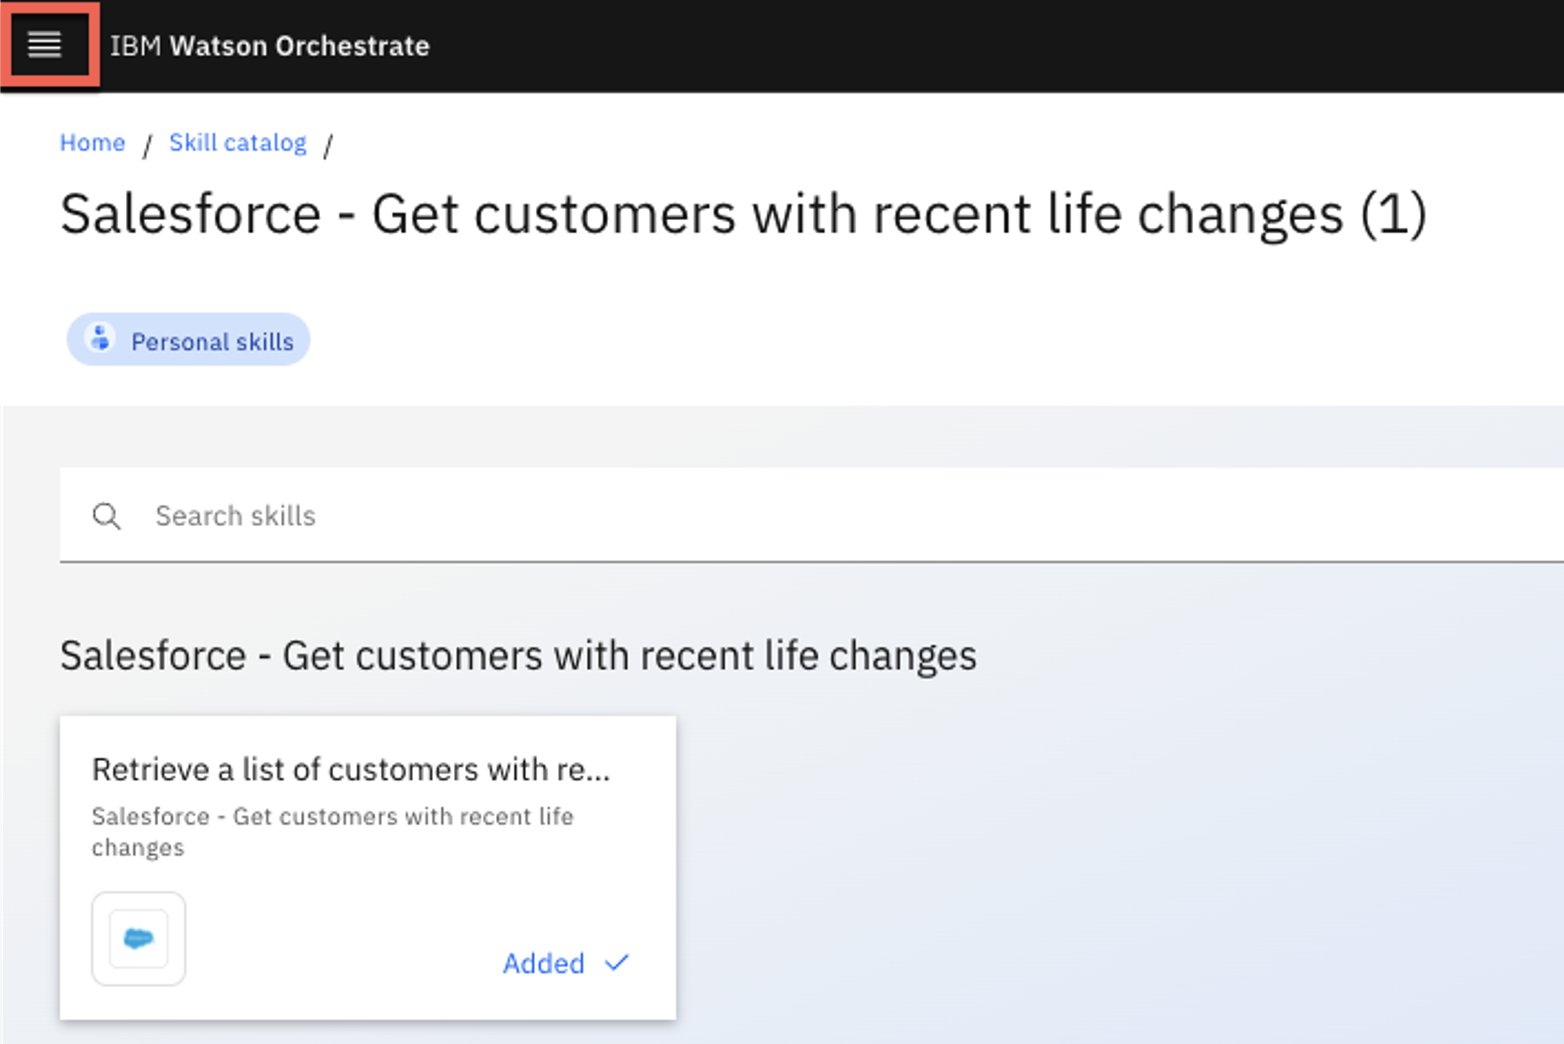 IBM Watson Orchestrate
Home / Skill catalog /
Salesforce - Get customers with recent life changes (1)
Personal skills
Search skills
Salesforce - Get customers with recent life changes
Retrieve a list of customers with re...
Salesforce - Get customers with recent life
changes
Added